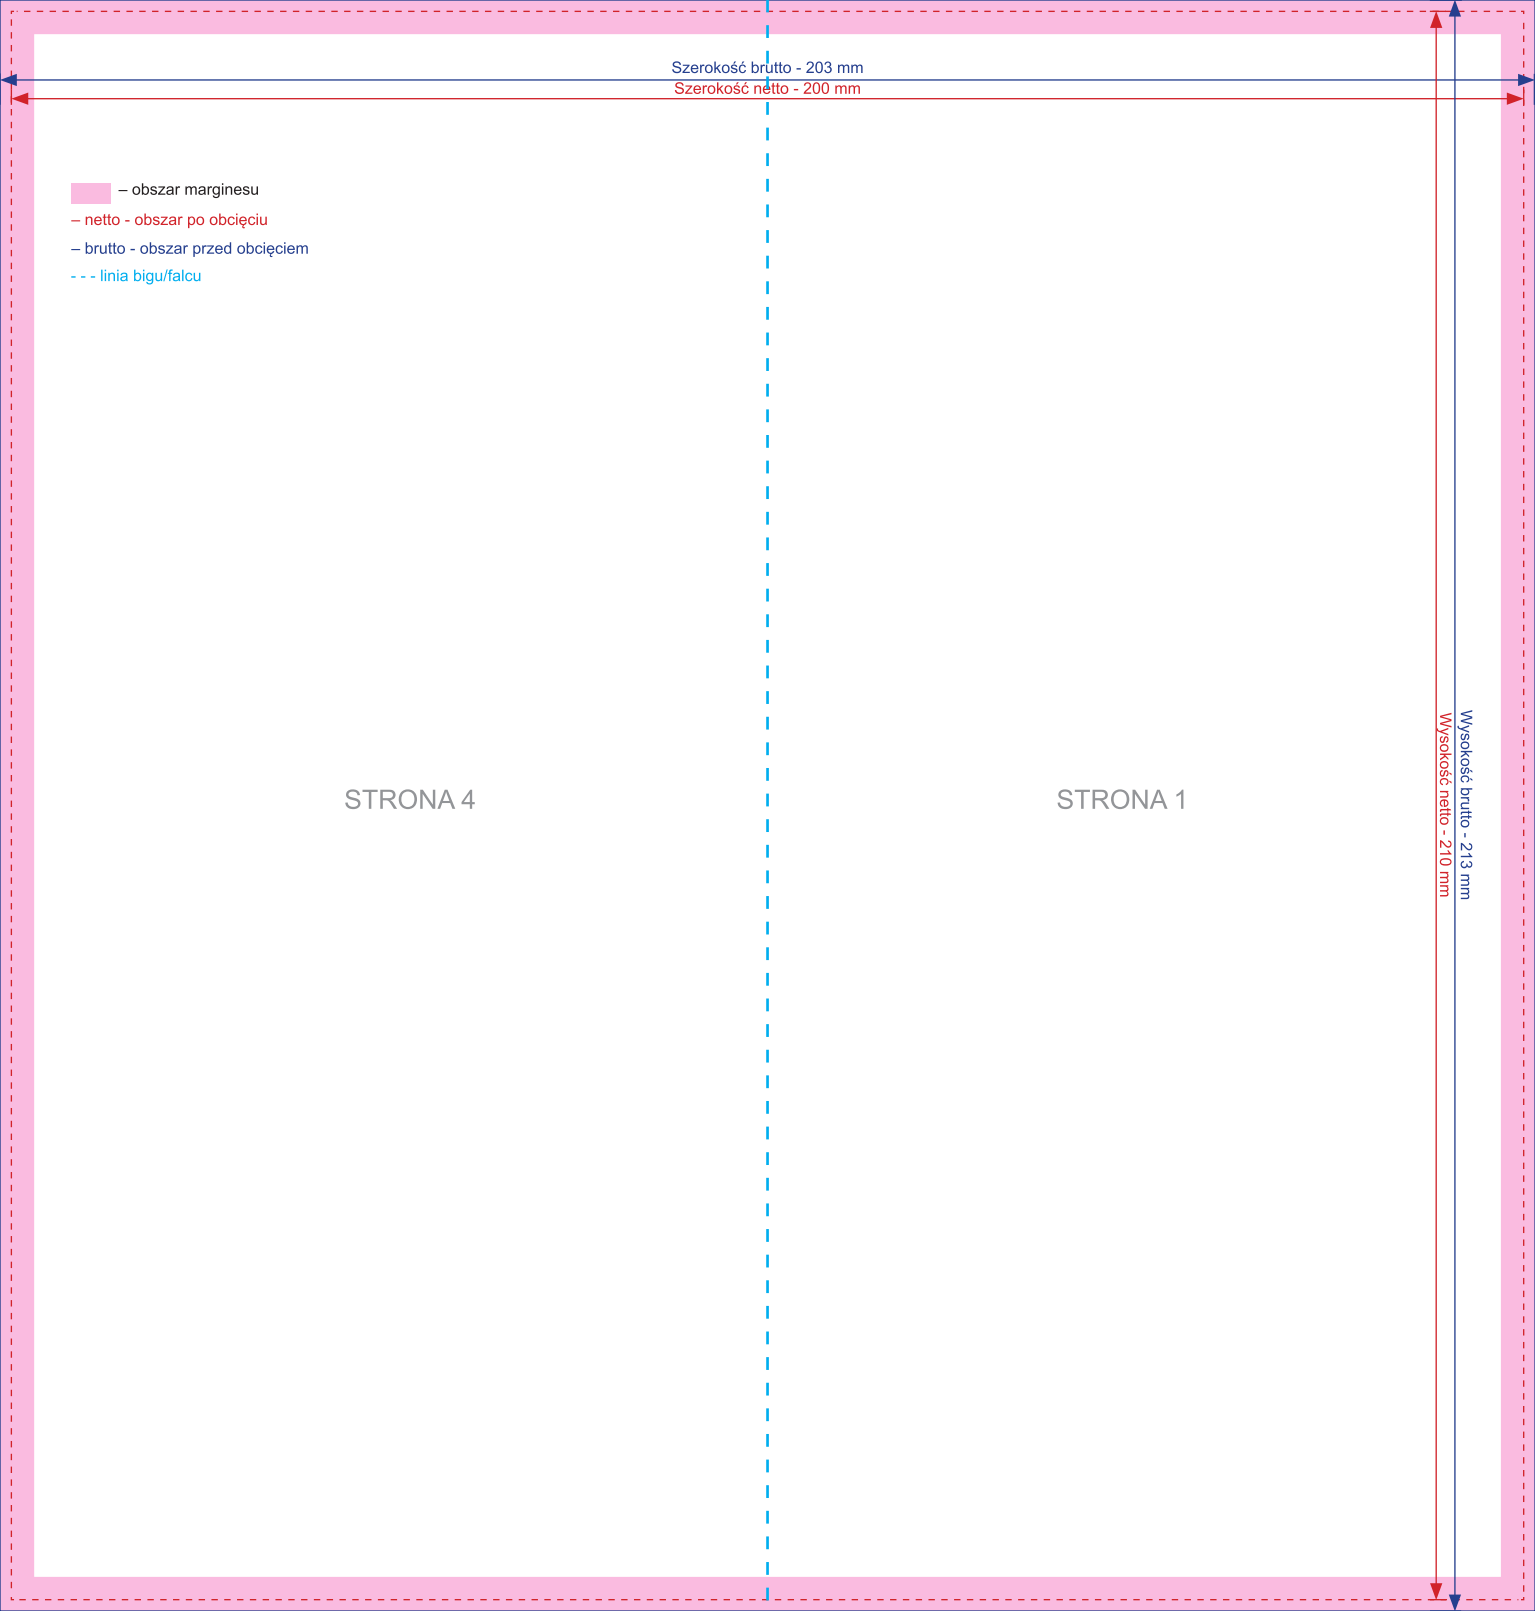 Szerokość brutto - 203 mm
Szerokość netto - 200 mm
– obszar marginesu
– netto - obszar po obcięciu
– brutto - obszar przed obcięciem
- - - linia bigu/falcu
STRONA 4
STRONA 1
Wysokość netto - 210 mm
Wysokość brutto - 213 mm